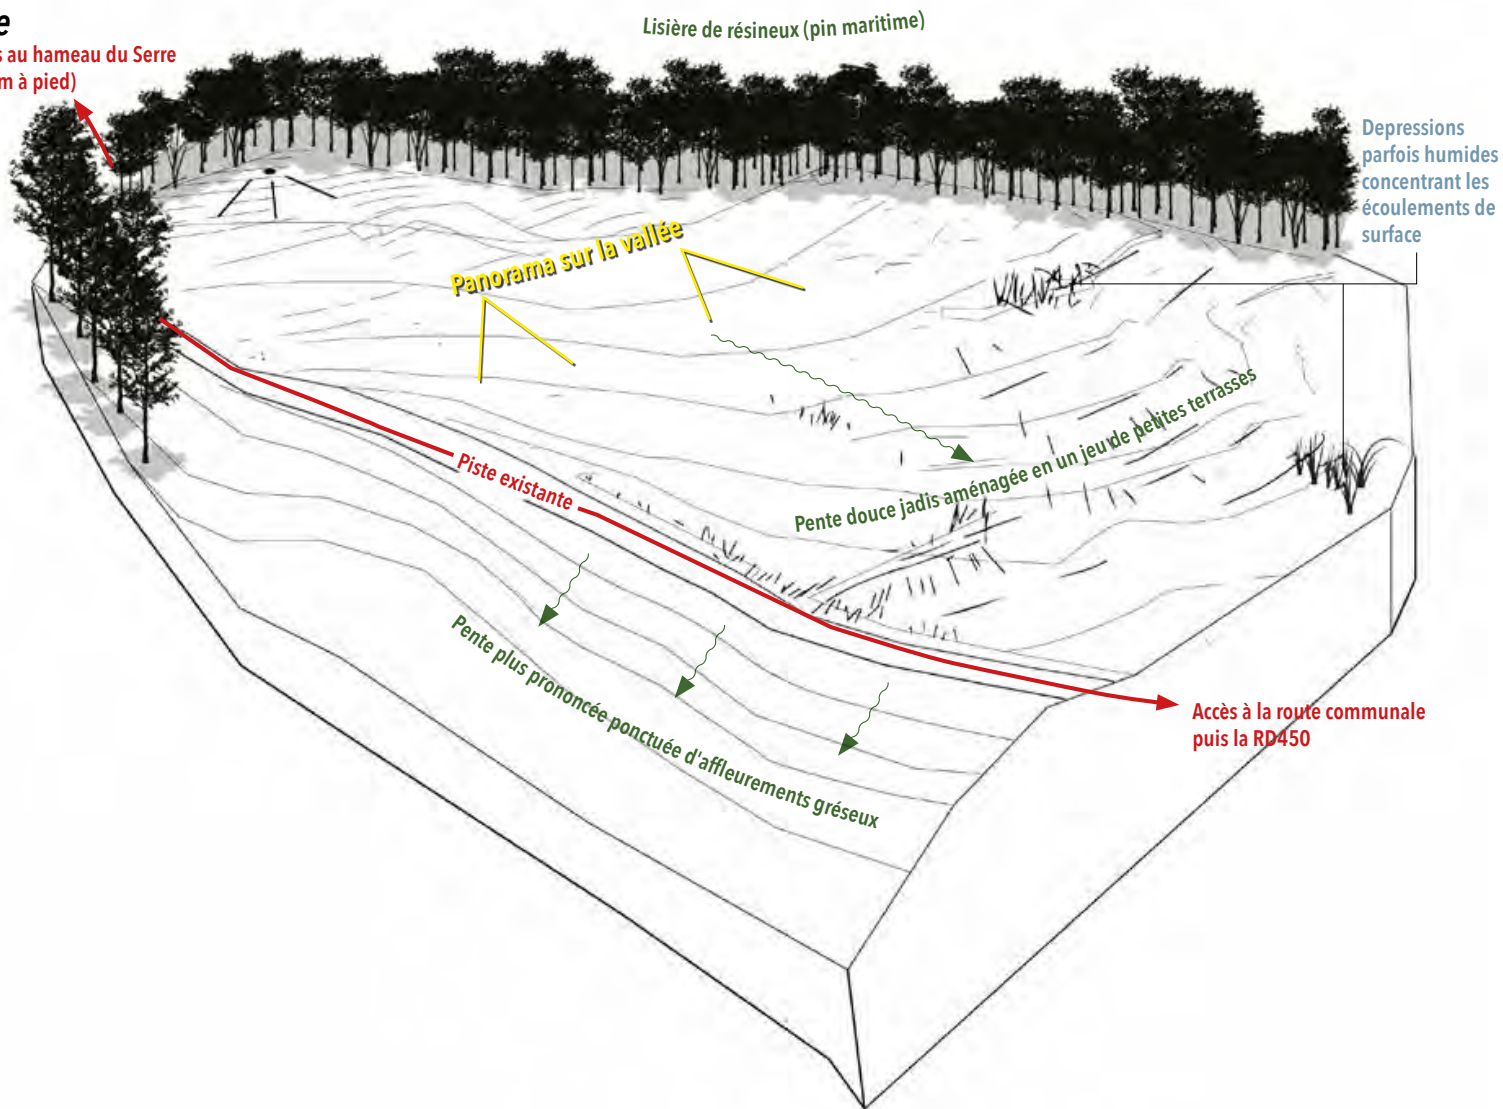 Lisière de résineux (pin maritime)
au hameau du Serre
à pied)
Depressions
parfois humides
concentrant les
écoulements de
surface
Panorama sur la vallée
Pente douce jadis aménagée en un jeu de petites terrasses
Piste existante
Pente plus prononcée ponctuée d'affleurements gréseux
Accès à la route communale
puis la RD450